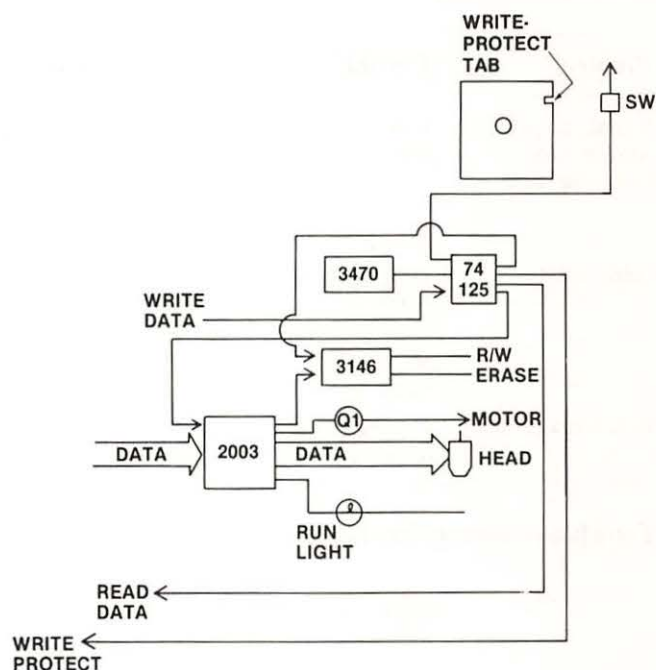 WRITE-
PROTECT
TAB
SW
3470
74
125
WRITE
DATA
3146
R/W
ERASE
Q1
MOTOR
DATA
2003
DATA
HEAD
RUN
LIGHT
READ
DATA
WRITE
PROTECT